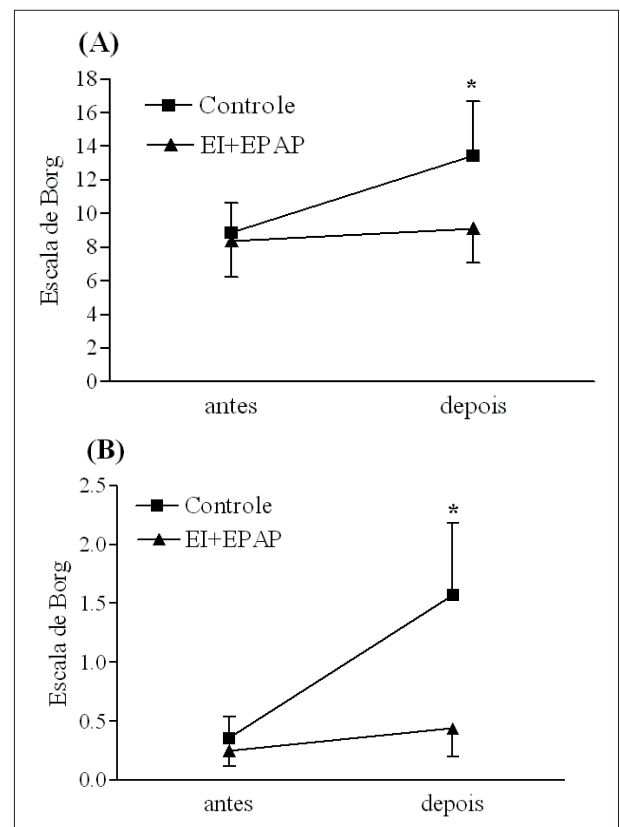 (A)
Escala de Borg
18
16
14
12
10
8
6
4
2
0
Controle
EI+EPAP
*
antes depois
(B)
Escala de Borg
2.5
2.0
1.5
1.0
0.5
0.0
Controle
EI+EPAP
*
antes depois